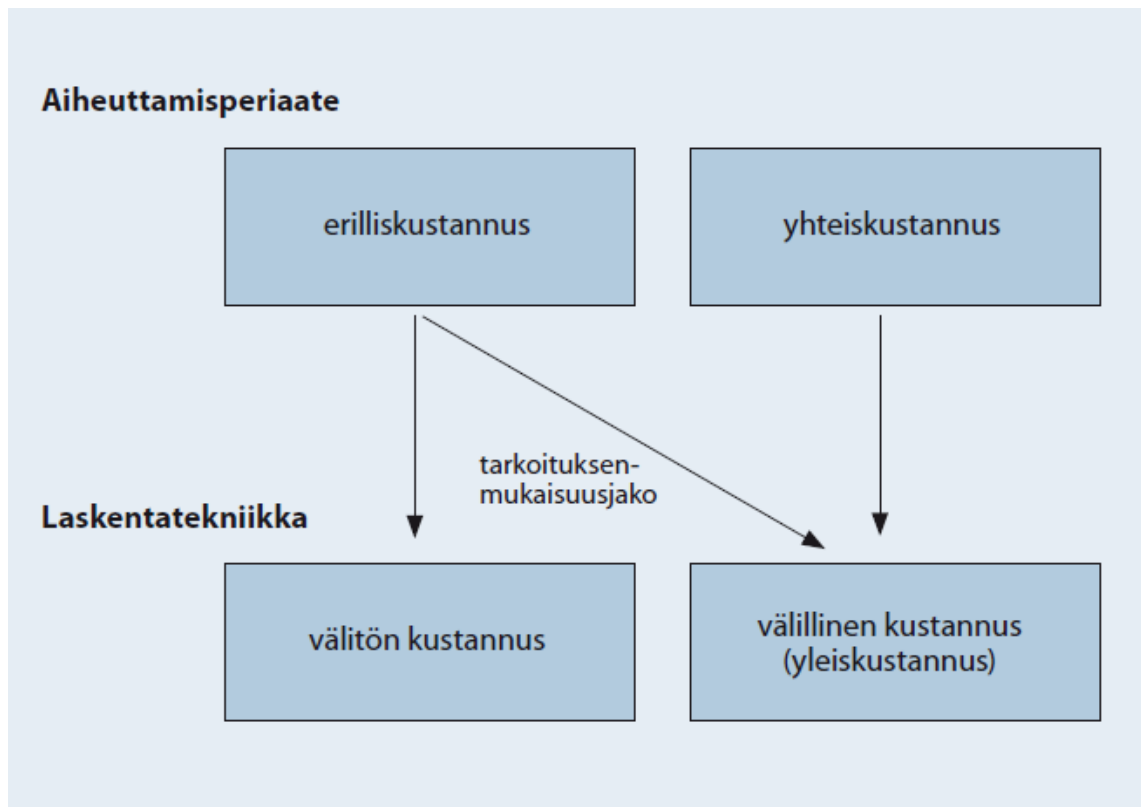 Aiheuttamisperiaate
erilliskustannus
yhteiskustannus
tarkoituksen-
mukaisuusjako
Laskentatekniikka
välitön kustannus
välillinen kustannus
(yleiskustannus)